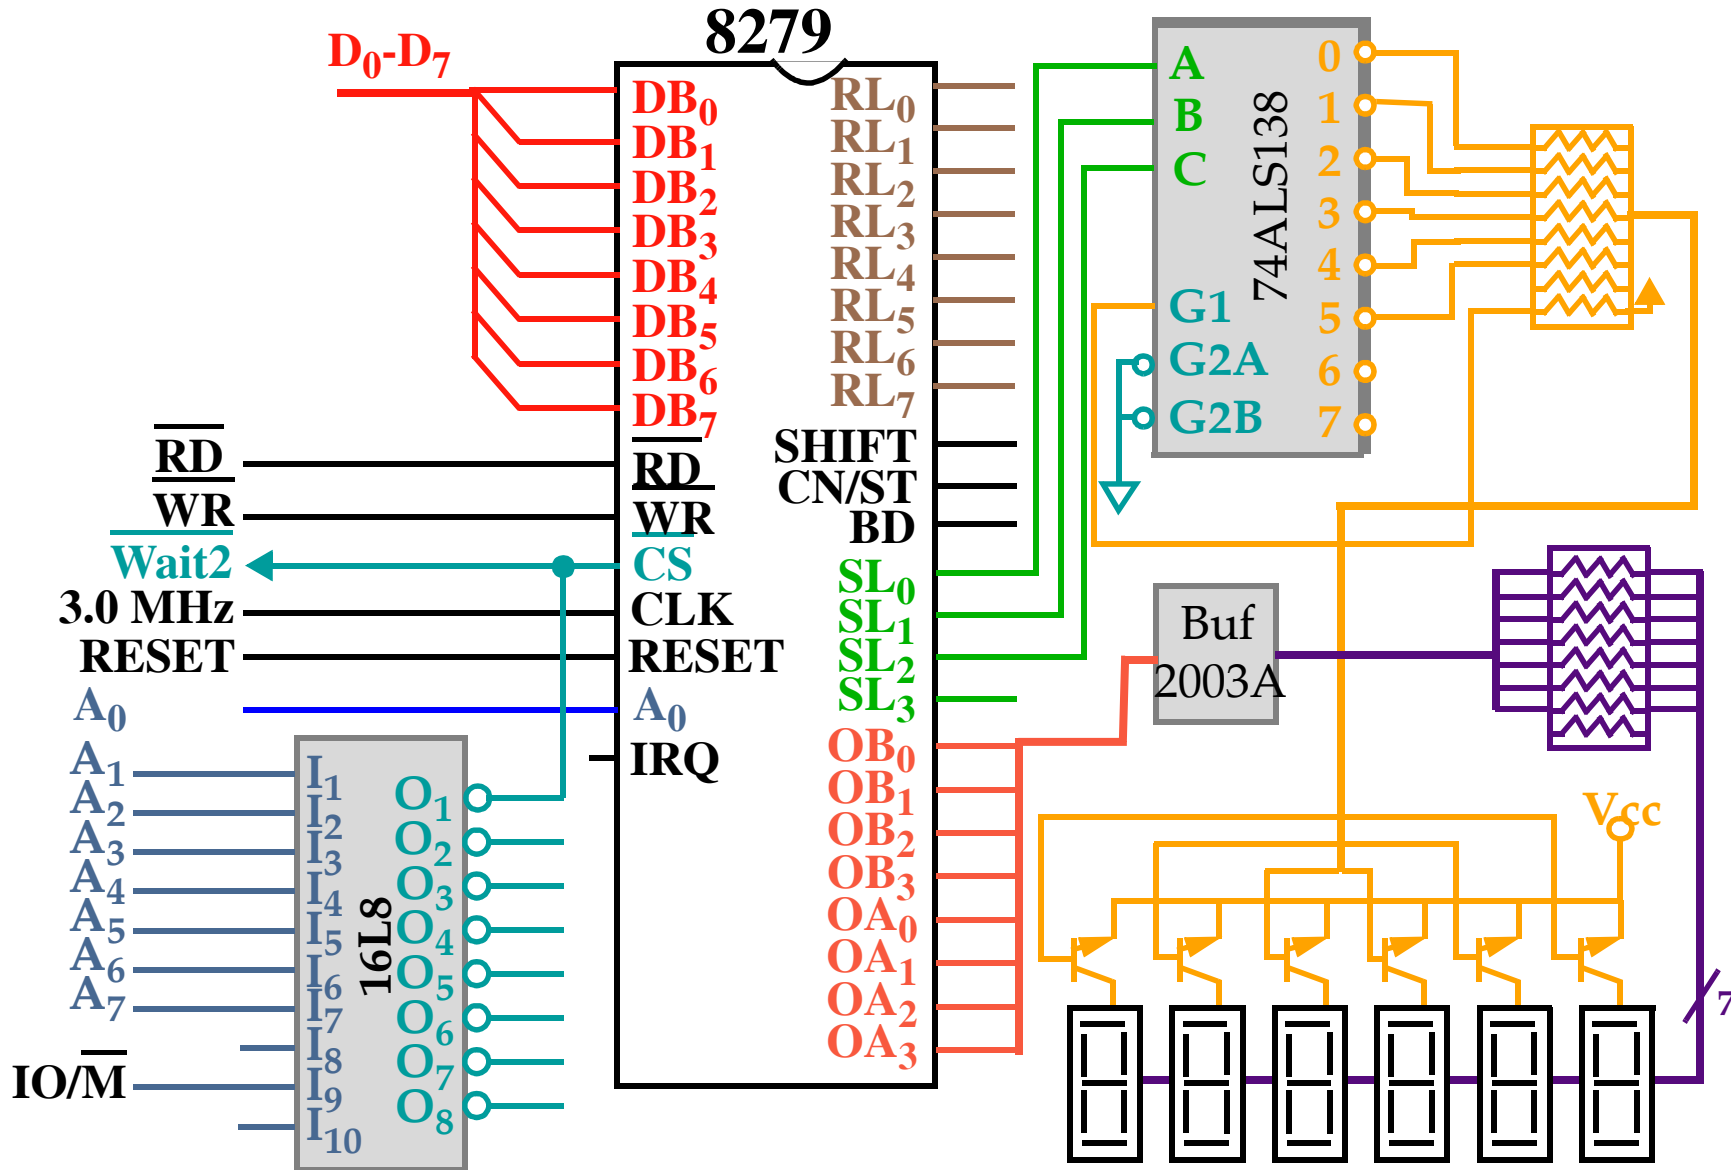 8279
D0-D7
DB0
DB1
DB2
DB3
DB4
DB5
DB6
DB7
RD
WR
CS
CLK
RESET
A0
IRQ
RD
WR
Wait2
3.0 MHz
RESET
A0
A1
A2
A3
A4
A5
A6
A7
IO/M
I1
I2
I3
I4
I5
I6
I7
I8
I9
I10
16L8
O1
O2
O3
O4
O5
O6
O7
O8
RL0
RL1
RL2
RL3
RL4
RL5
RL6
RL7
SHIFT
CN/ST
BD
SL0
SL1
SL2
SL3
OB0
OB1
OB2
OB3
OA0
OA1
OA2
OA3
A
B
C
G1
G2A
G2B
74ALS138
0
1
2
3
4
5
6
7
Buf
2003A
Vcc
7